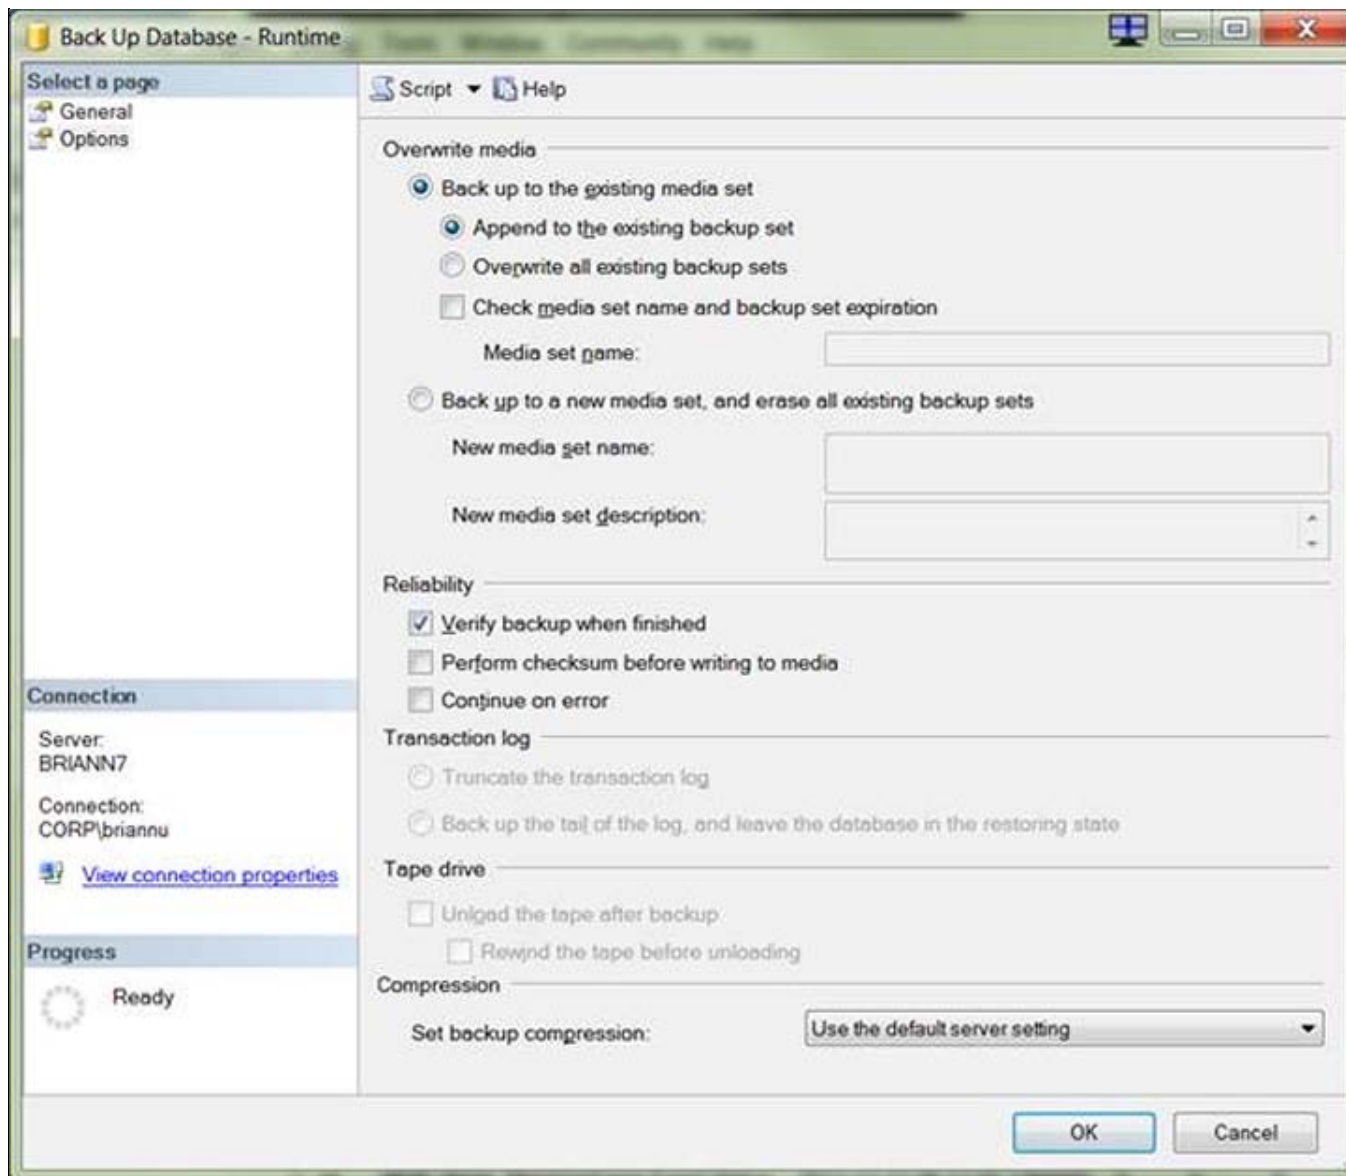 Back Up Database - Runtime
Tools Window Community Help
Select a page
General
Options
Script Help
Overwrite media
Back up to the existing media set
Append to the existing backup set
Overwrite all existing backup sets
Check media set name and backup set expiration
Media set name:
Back up to a new media set, and erase all existing backup sets
New media set name:
New media set description:
Reliability
Verify backup when finished
Perform checksum before writing to media
Continue on error
Transaction log
Truncate the transaction log
Back up the tail of the log, and leave the database in the restoring state
Tape drive
Unload the tape after backup
Rewind the tape before unloading
Compression
Set backup compression:
Use the default server setting
Connection
Server:
BRIANN7
Connection:
CORP\briannu
View connection properties
Progress
Ready
OK
Cancel